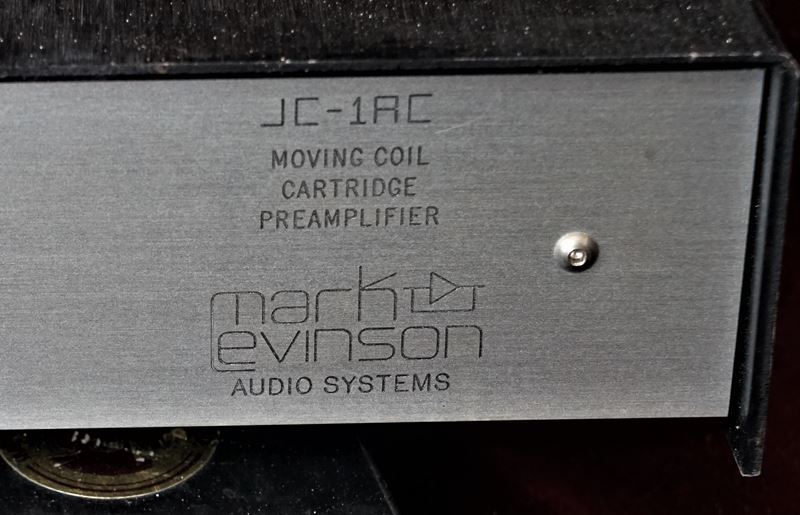 JC-1AC
MOVING COIL
CARTRIDGE
PREAMPLIFIER
mark
levinson
AUDIO SYSTEMS